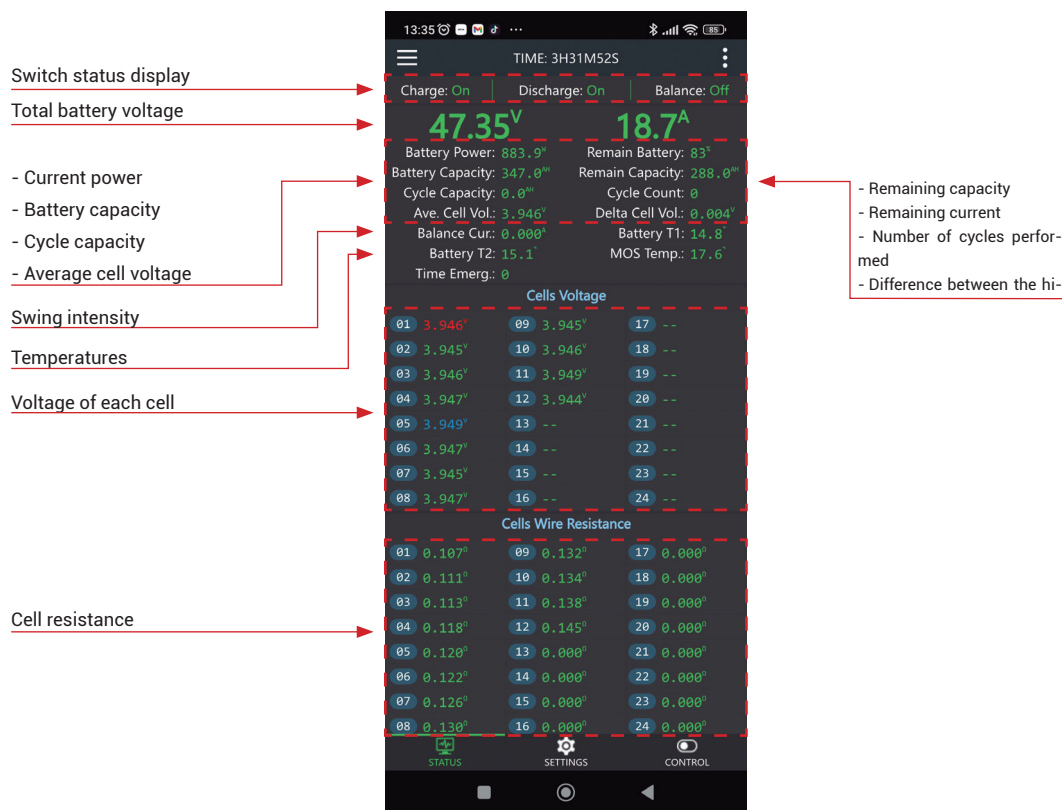 13:35 ... 85
TIME: 3H31M52S
Switch status display
Charge: On Discharge: On Balance: Off
Total battery voltage
47.35V 18.7A
- Current power
- Battery capacity
- Cycle capacity
- Average cell voltage
Battery Power: 883.9W Remain Battery: 83%
Battery Capacity: 347.0AH Remain Capacity: 288.0AH
Cycle Capacity: 0.0AH Cycle Count: 0
Ave. Cell Vol.: 3.946V Delta Cell Vol.: 0.004V
- Remaining capacity
- Remaining current
- Number of cycles perfor-
med
- Difference between the hi-
Swing intensity
Balance Cur.: 0.000A Battery T1: 14.8°
Temperatures
Battery T2: 15.1° MOS Temp.: 17.6°
Time Emerg.: 0
Cells Voltage
Voltage of each cell
01 3.946V 09 3.945V 17 --
02 3.945V 10 3.946V 18 --
03 3.946V 11 3.949V 19 --
04 3.947V 12 3.944V 20 --
05 3.949V 13 -- 21 --
06 3.947V 14 -- 22 --
07 3.945V 15 -- 23 --
08 3.947V 16 -- 24 --
Cells Wire Resistance
Cell resistance
01 0.107Ω 09 0.132Ω 17 0.000Ω
02 0.111Ω 10 0.134Ω 18 0.000Ω
03 0.113Ω 11 0.138Ω 19 0.000Ω
04 0.118Ω 12 0.145Ω 20 0.000Ω
05 0.120Ω 13 0.000Ω 21 0.000Ω
06 0.122Ω 14 0.000Ω 22 0.000Ω
07 0.126Ω 15 0.000Ω 23 0.000Ω
08 0.130Ω 16 0.000Ω 24 0.000Ω
STATUS SETTINGS CONTROL